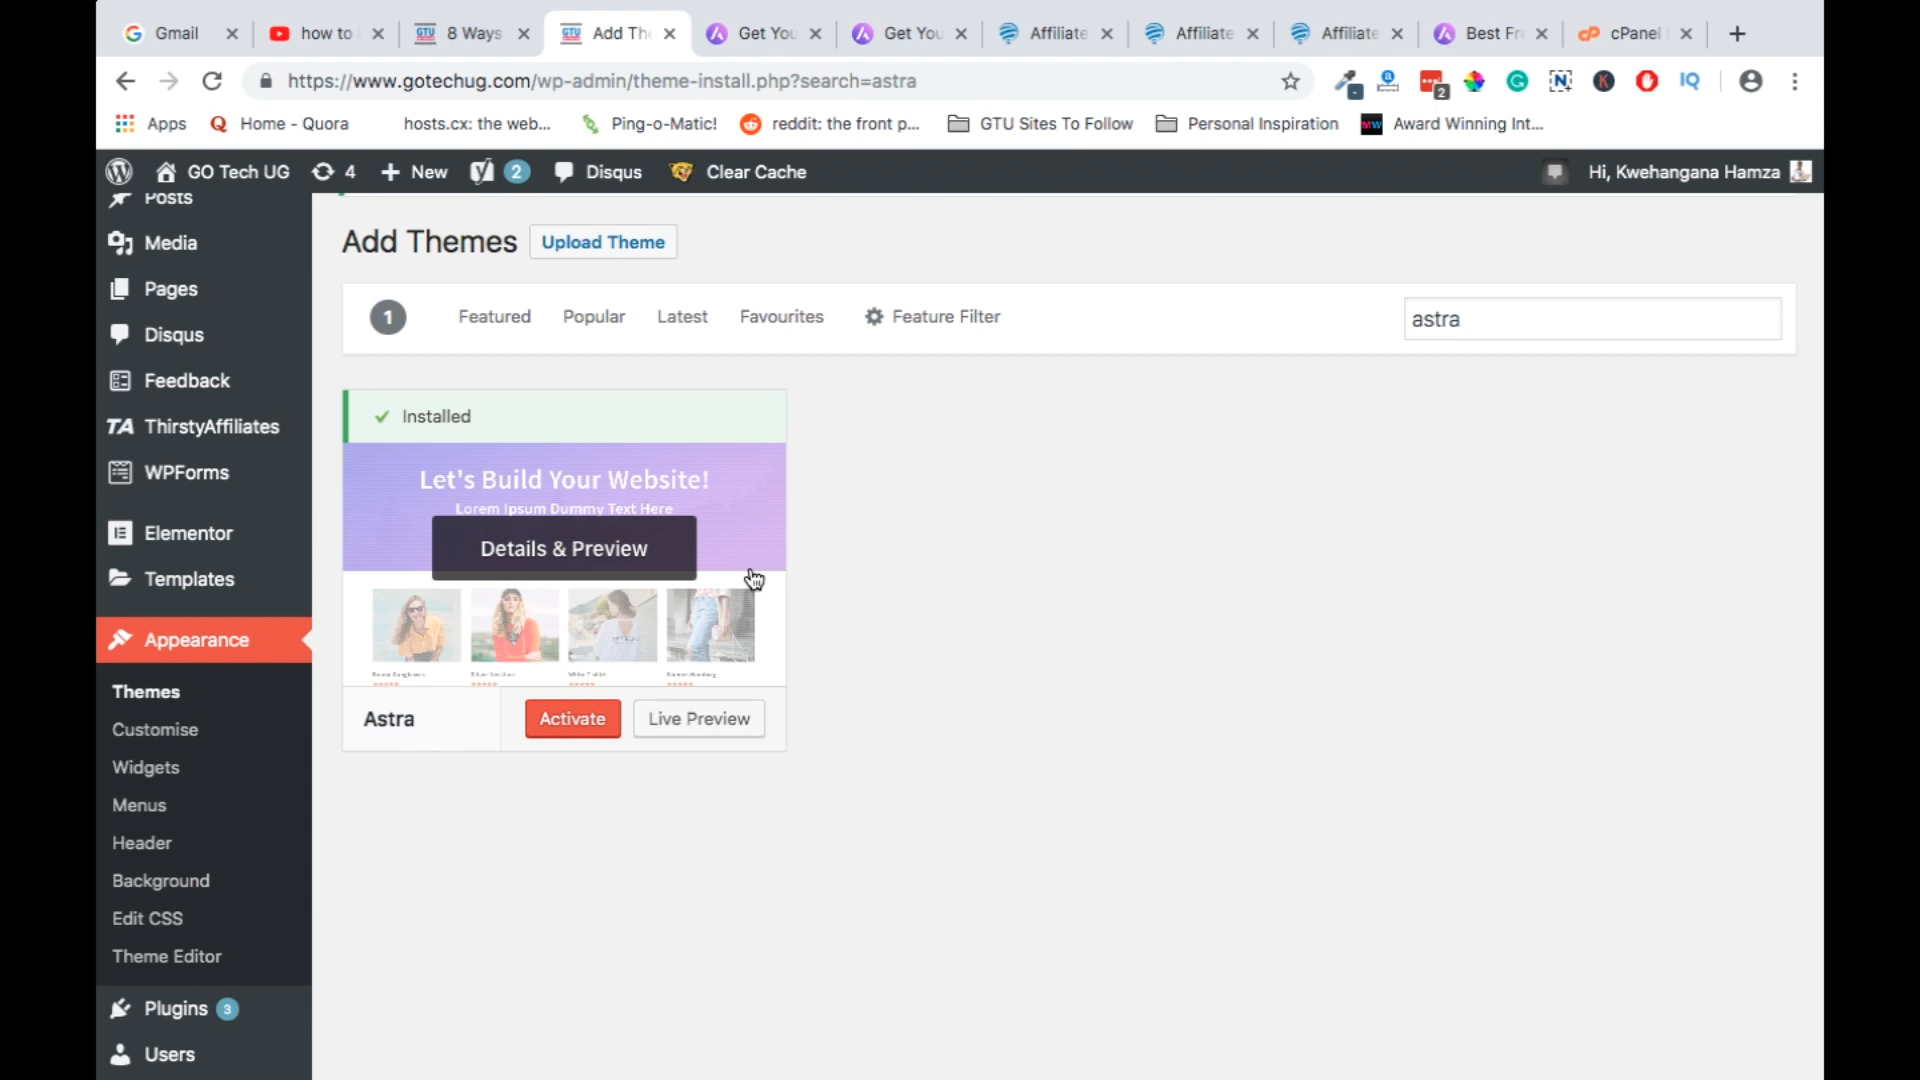 Gmail
how to
8 Ways
Add Th
Get You
Get You
Affiliate
Affiliate
Affiliate
Best Fr
cPanel
https://www.gotechug.com/wp-admin/theme-install.php?search=astra
2
IQ
Apps
Home - Quora
hosts.cx: the web...
Ping-o-Matic!
reddit: the front p...
GTU Sites To Follow
Personal Inspiration
Award Winning Int...
GO Tech UG
4
New
2
Disqus
Clear Cache
Hi, Kwehangana Hamza
Posts
Media
Pages
Disqus
Feedback
TA ThirstyAffiliates
WPForms
Elementor
Templates
Appearance
Themes
Customise
Widgets
Menus
Header
Background
Edit CSS
Theme Editor
Plugins 3
Users
Add Themes
Upload Theme
1
Featured
Popular
Latest
Favourites
Feature Filter
astra
Installed
Let's Build Your Website!
Lorem Ipsum Dummy Text Here
Details & Preview
Astra
Activate
Live Preview